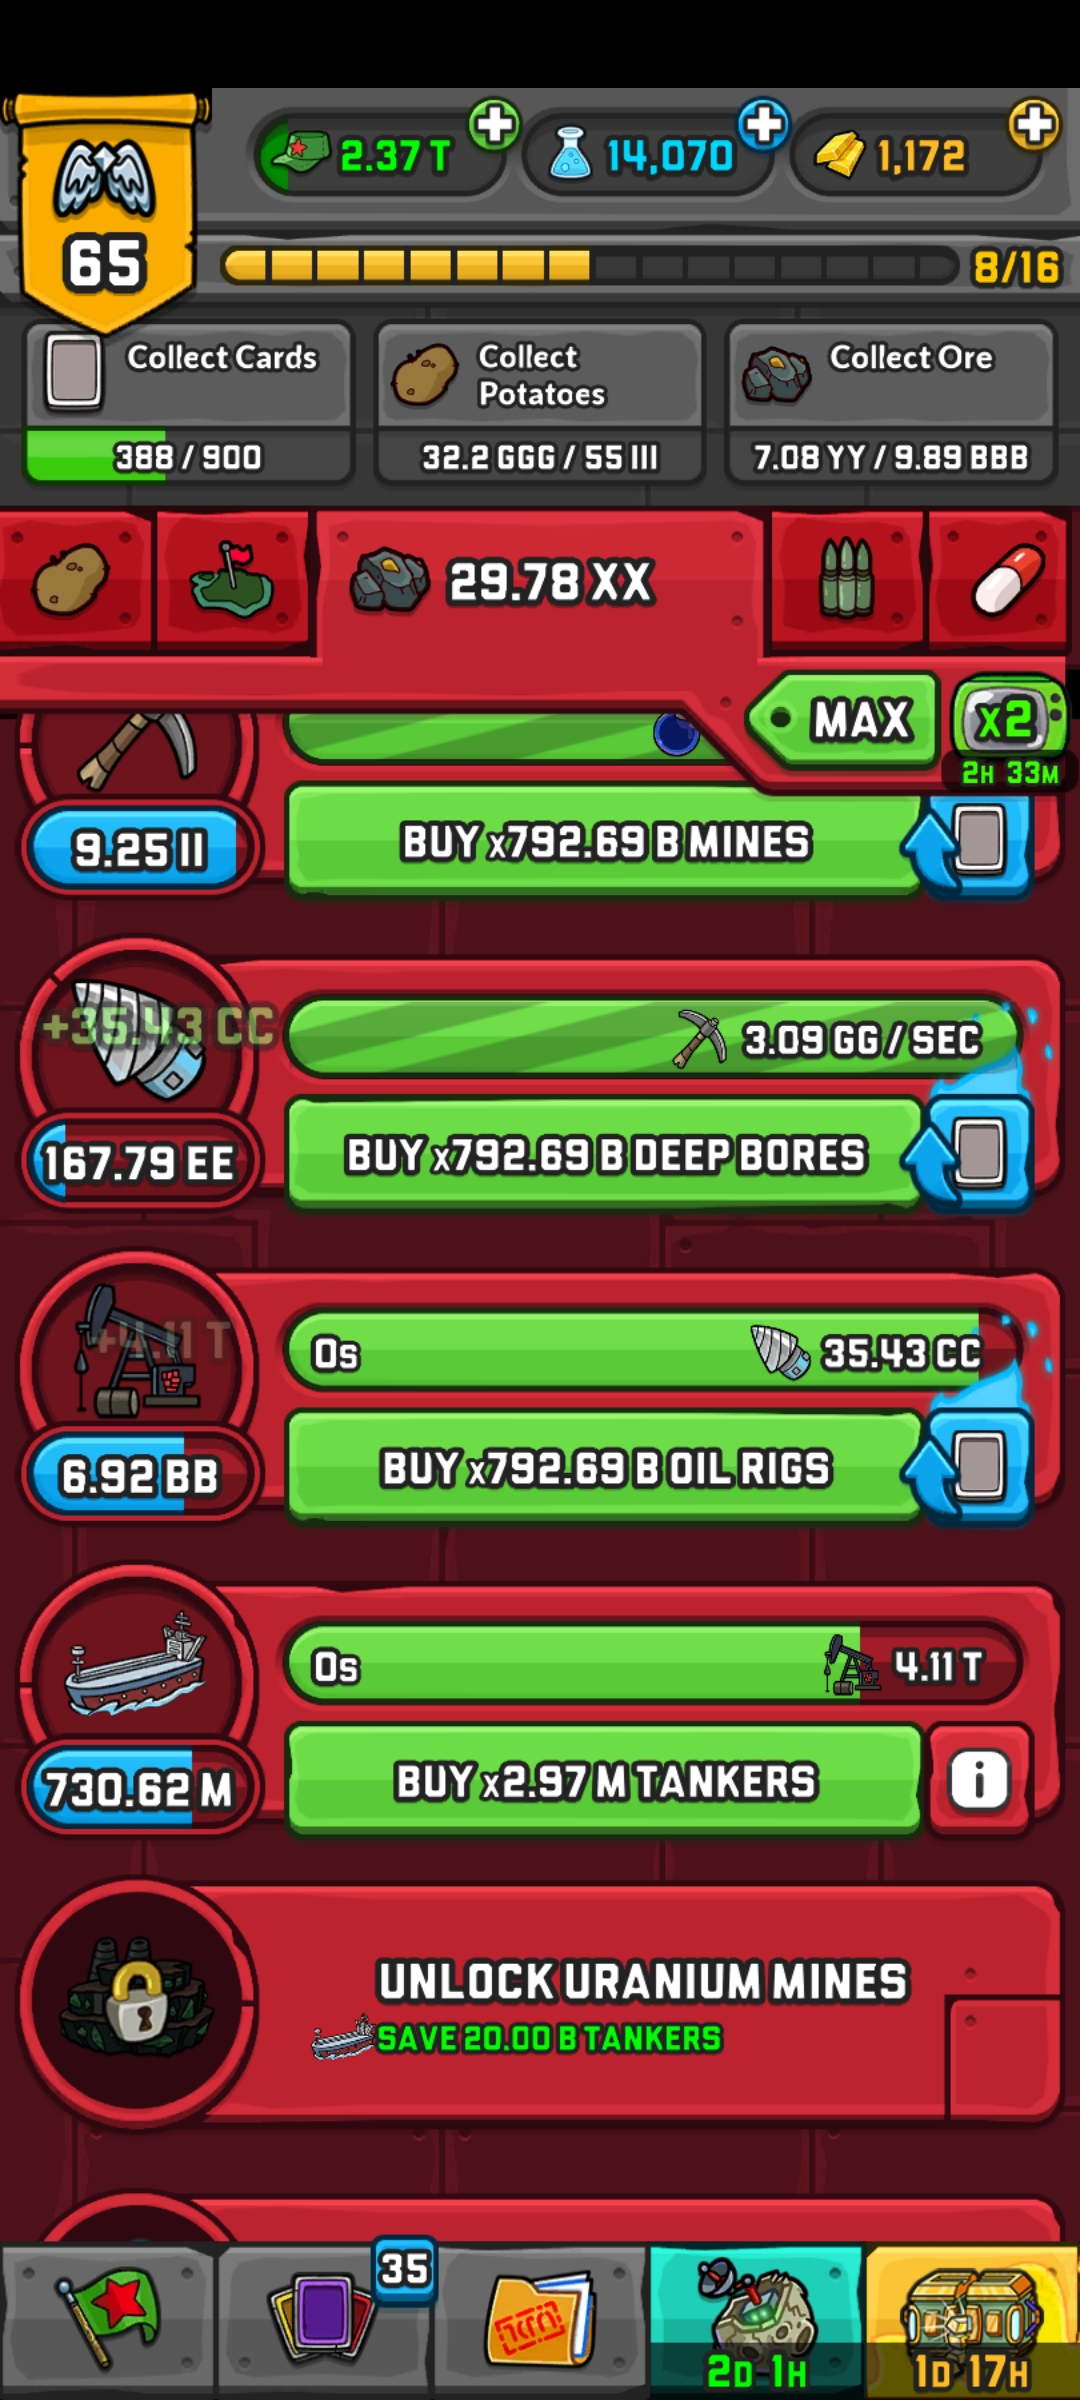 2.37 T
14,070
1,172
65
8/16
Collect Cards
388 / 900
Collect
Potatoes
32.2 GGG / 55 III
Collect Ore
7.08 YY / 9.89 BBB
29.78 XX
MAX
x2
2H 33M
9.25 II
BUY x792.69 B MINES
+35.43 CC
3.09 GG / SEC
167.79 EE
BUY x792.69 B DEEP BORES
+4.11 T
0s
35.43 CC
6.92 BB
BUY x792.69 B OIL RIGS
0s
4.11 T
730.62 M
BUY x2.97 M TANKERS
i
UNLOCK URANIUM MINES
SAVE 20.00 B TANKERS
35
2D 1H
1D 17H